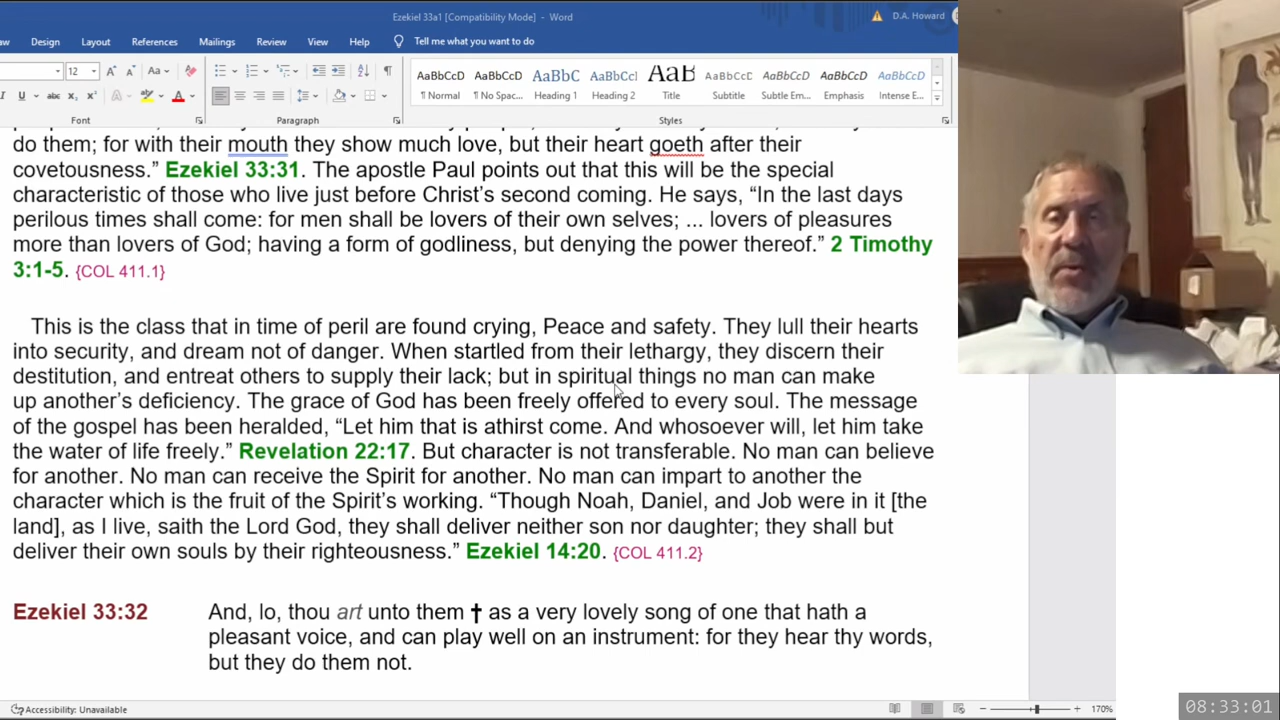 Ezekiel 33a1 [Compatibility Mode] - Word
D.A. Howard
Design Layout References Mailings Review View Help Tell me what you want to do
12 Aa
AaBbCcD AaBbCcD AaBbC AaBbCcI AaB AaBbCcD AaBbCcD AaBbCcD AaBbCcD
¶ Normal ¶ No Spac... Heading 1 Heading 2 Title Subtitle Subtle Em... Emphasis Intense E...
Font Paragraph Styles
do them; for with their mouth they show much love, but their heart goeth after their
covetousness.” Ezekiel 33:31. The apostle Paul points out that this will be the special
characteristic of those who live just before Christ’s second coming. He says, “In the last days
perilous times shall come: for men shall be lovers of their own selves; ... lovers of pleasures
more than lovers of God; having a form of godliness, but denying the power thereof.” 2 Timothy
3:1-5. {COL 411.1}
This is the class that in time of peril are found crying, Peace and safety. They lull their hearts
into security, and dream not of danger. When startled from their lethargy, they discern their
destitution, and entreat others to supply their lack; but in spiritual things no man can make
up another’s deficiency. The grace of God has been freely offered to every soul. The message
of the gospel has been heralded, “Let him that is athirst come. And whosoever will, let him take
the water of life freely.” Revelation 22:17. But character is not transferable. No man can believe
for another. No man can receive the Spirit for another. No man can impart to another the
character which is the fruit of the Spirit’s working. “Though Noah, Daniel, and Job were in it [the
land], as I live, saith the Lord God, they shall deliver neither son nor daughter; they shall but
deliver their own souls by their righteousness.” Ezekiel 14:20. {COL 411.2}
Ezekiel 33:32 And, lo, thou art unto them ✝ as a very lovely song of one that hath a
pleasant voice, and can play well on an instrument: for they hear thy words,
but they do them not.
Accessibility: Unavailable
170%
08:33:01